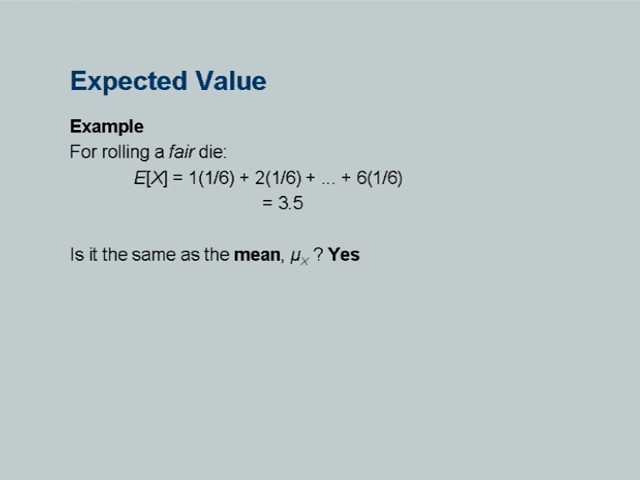 Expected Value
Example
For rolling a fair die:
E[X] = 1(1/6) + 2(1/6) + ... + 6(1/6)
= 3.5
Is it the same as the mean, μX ? Yes